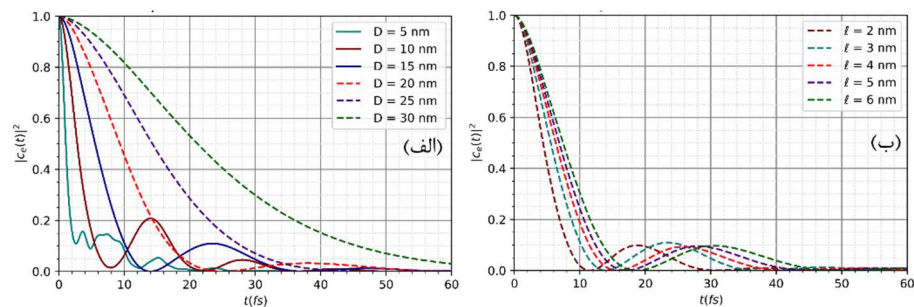 1.0
0.8
0.6
0.4
0.2
0.0
|c_e(t)|²
0 10 20 30 40 50 60
t(fs)
D = 5 nm
D = 10 nm
D = 15 nm
D = 20 nm
D = 25 nm
D = 30 nm
(الف)
1.0
0.8
0.6
0.4
0.2
0.0
|c_e(t)|²
0 10 20 30 40 50 60
t(fs)
ℓ = 2 nm
ℓ = 3 nm
ℓ = 4 nm
ℓ = 5 nm
ℓ = 6 nm
(ب)